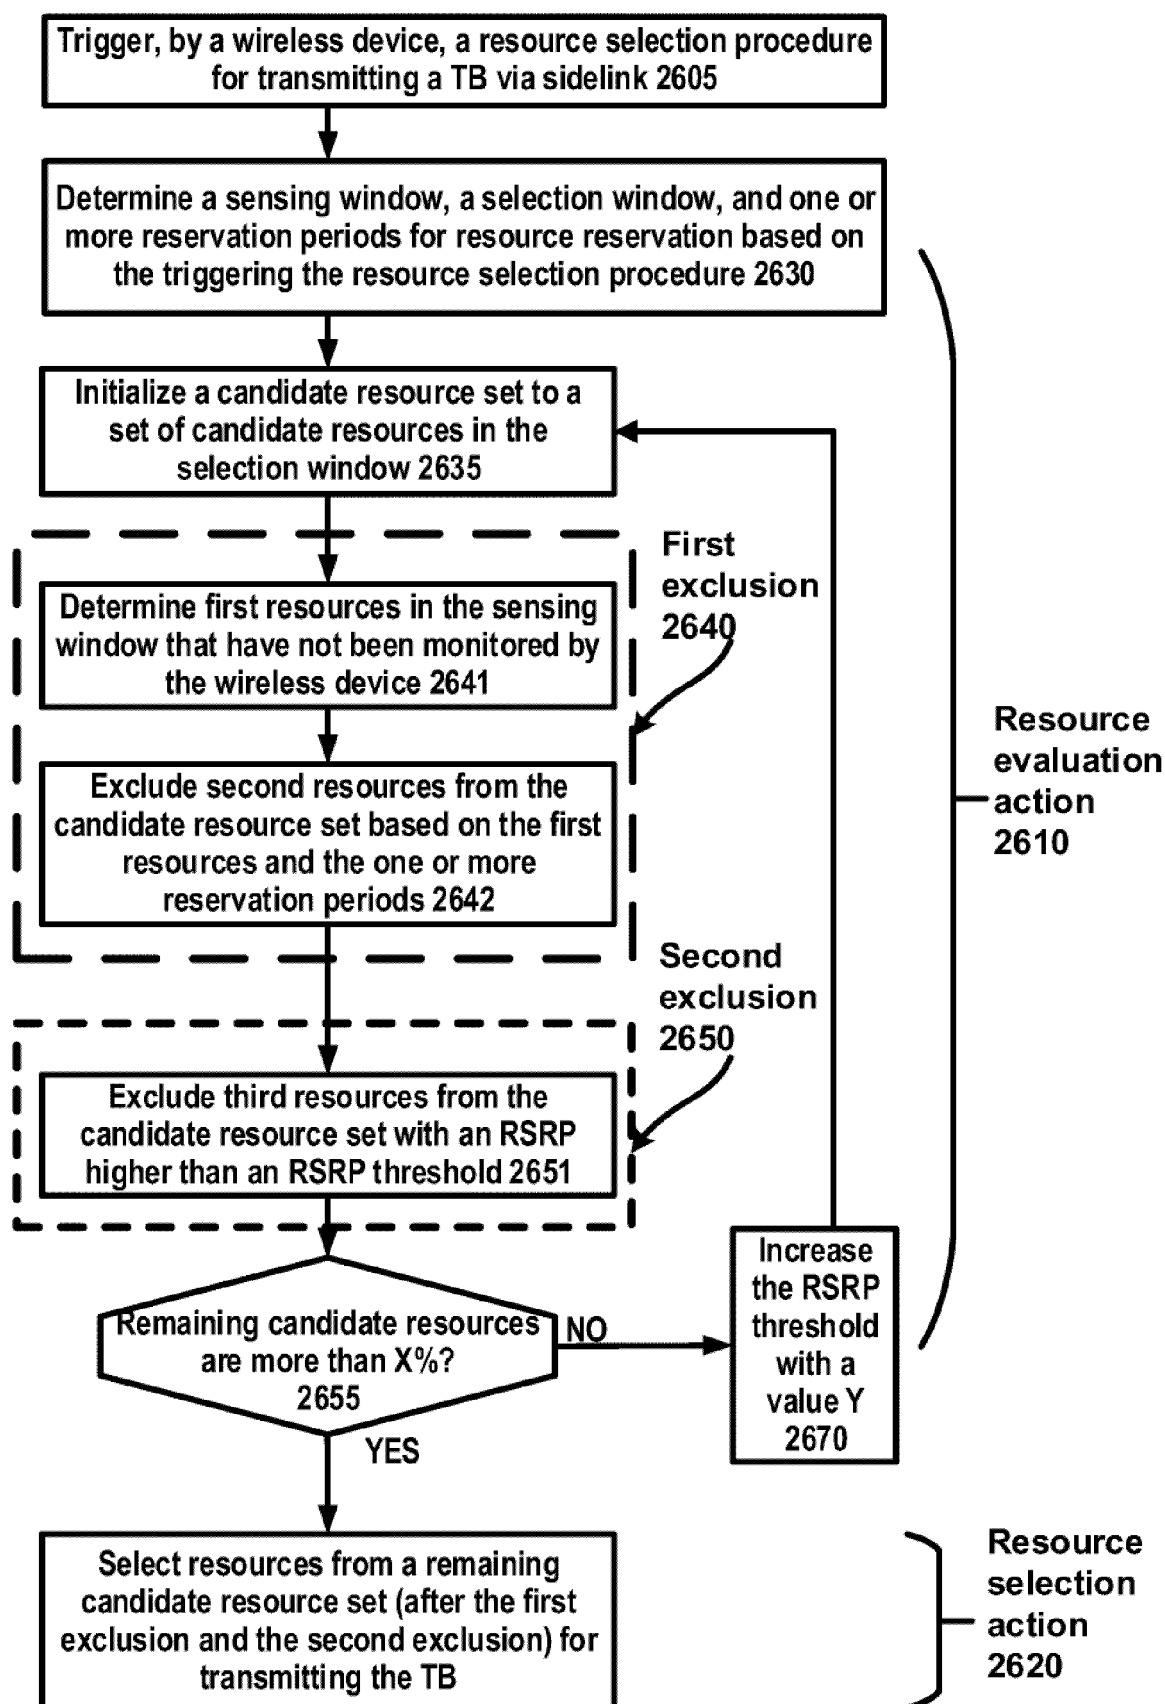 Trigger, by a wireless device, a resource selection procedure
for transmitting a TB via sidelink 2605
Determine a sensing window, a selection window, and one or
more reservation periods for resource reservation based on
the triggering the resource selection procedure 2630
Initialize a candidate resource set to a
set of candidate resources in the
selection window 2635
First
exclusion
2640
Determine first resources in the sensing
window that have not been monitored by
the wireless device 2641
Exclude second resources from the
candidate resource set based on the first
resources and the one or more
reservation periods 2642
Resource
evaluation
action
2610
Second
exclusion
2650
Exclude third resources from the
candidate resource set with an RSRP
higher than an RSRP threshold 2651
Remaining candidate resources
are more than X%?
2655
NO
Increase
the RSRP
threshold
with a
value Y
2670
YES
Select resources from a remaining
candidate resource set (after the first
exclusion and the second exclusion) for
transmitting the TB
Resource
selection
action
2620